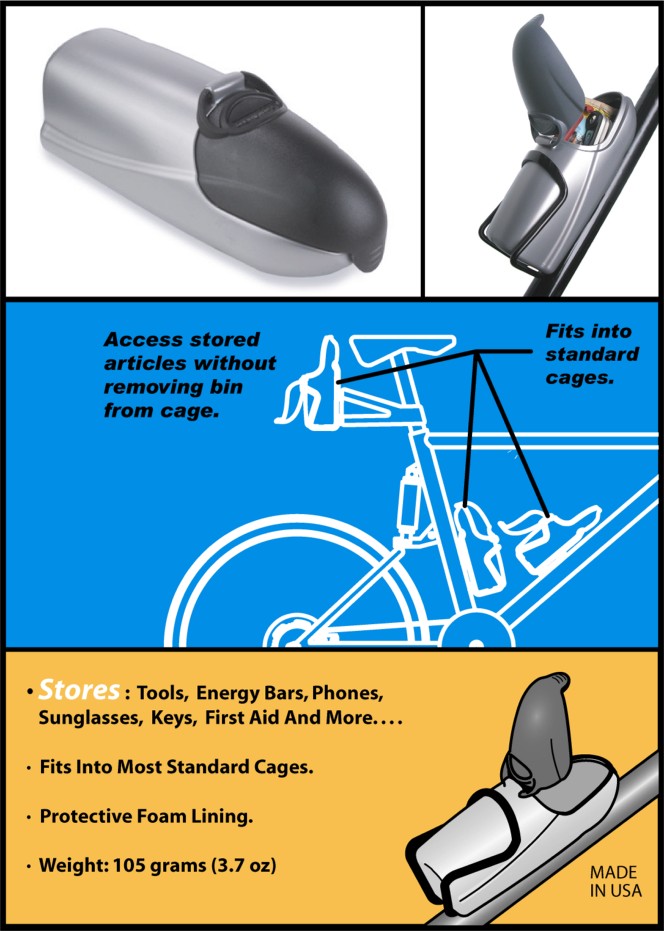 Access stored
articles without
removing bin
from cage.
Fits into
standard
cages.
• Stores : Tools, Energy Bars, Phones,
Sunglasses, Keys, First Aid And More....
· Fits Into Most Standard Cages.
· Protective Foam Lining.
· Weight: 105 grams (3.7 oz)
MADE
IN USA